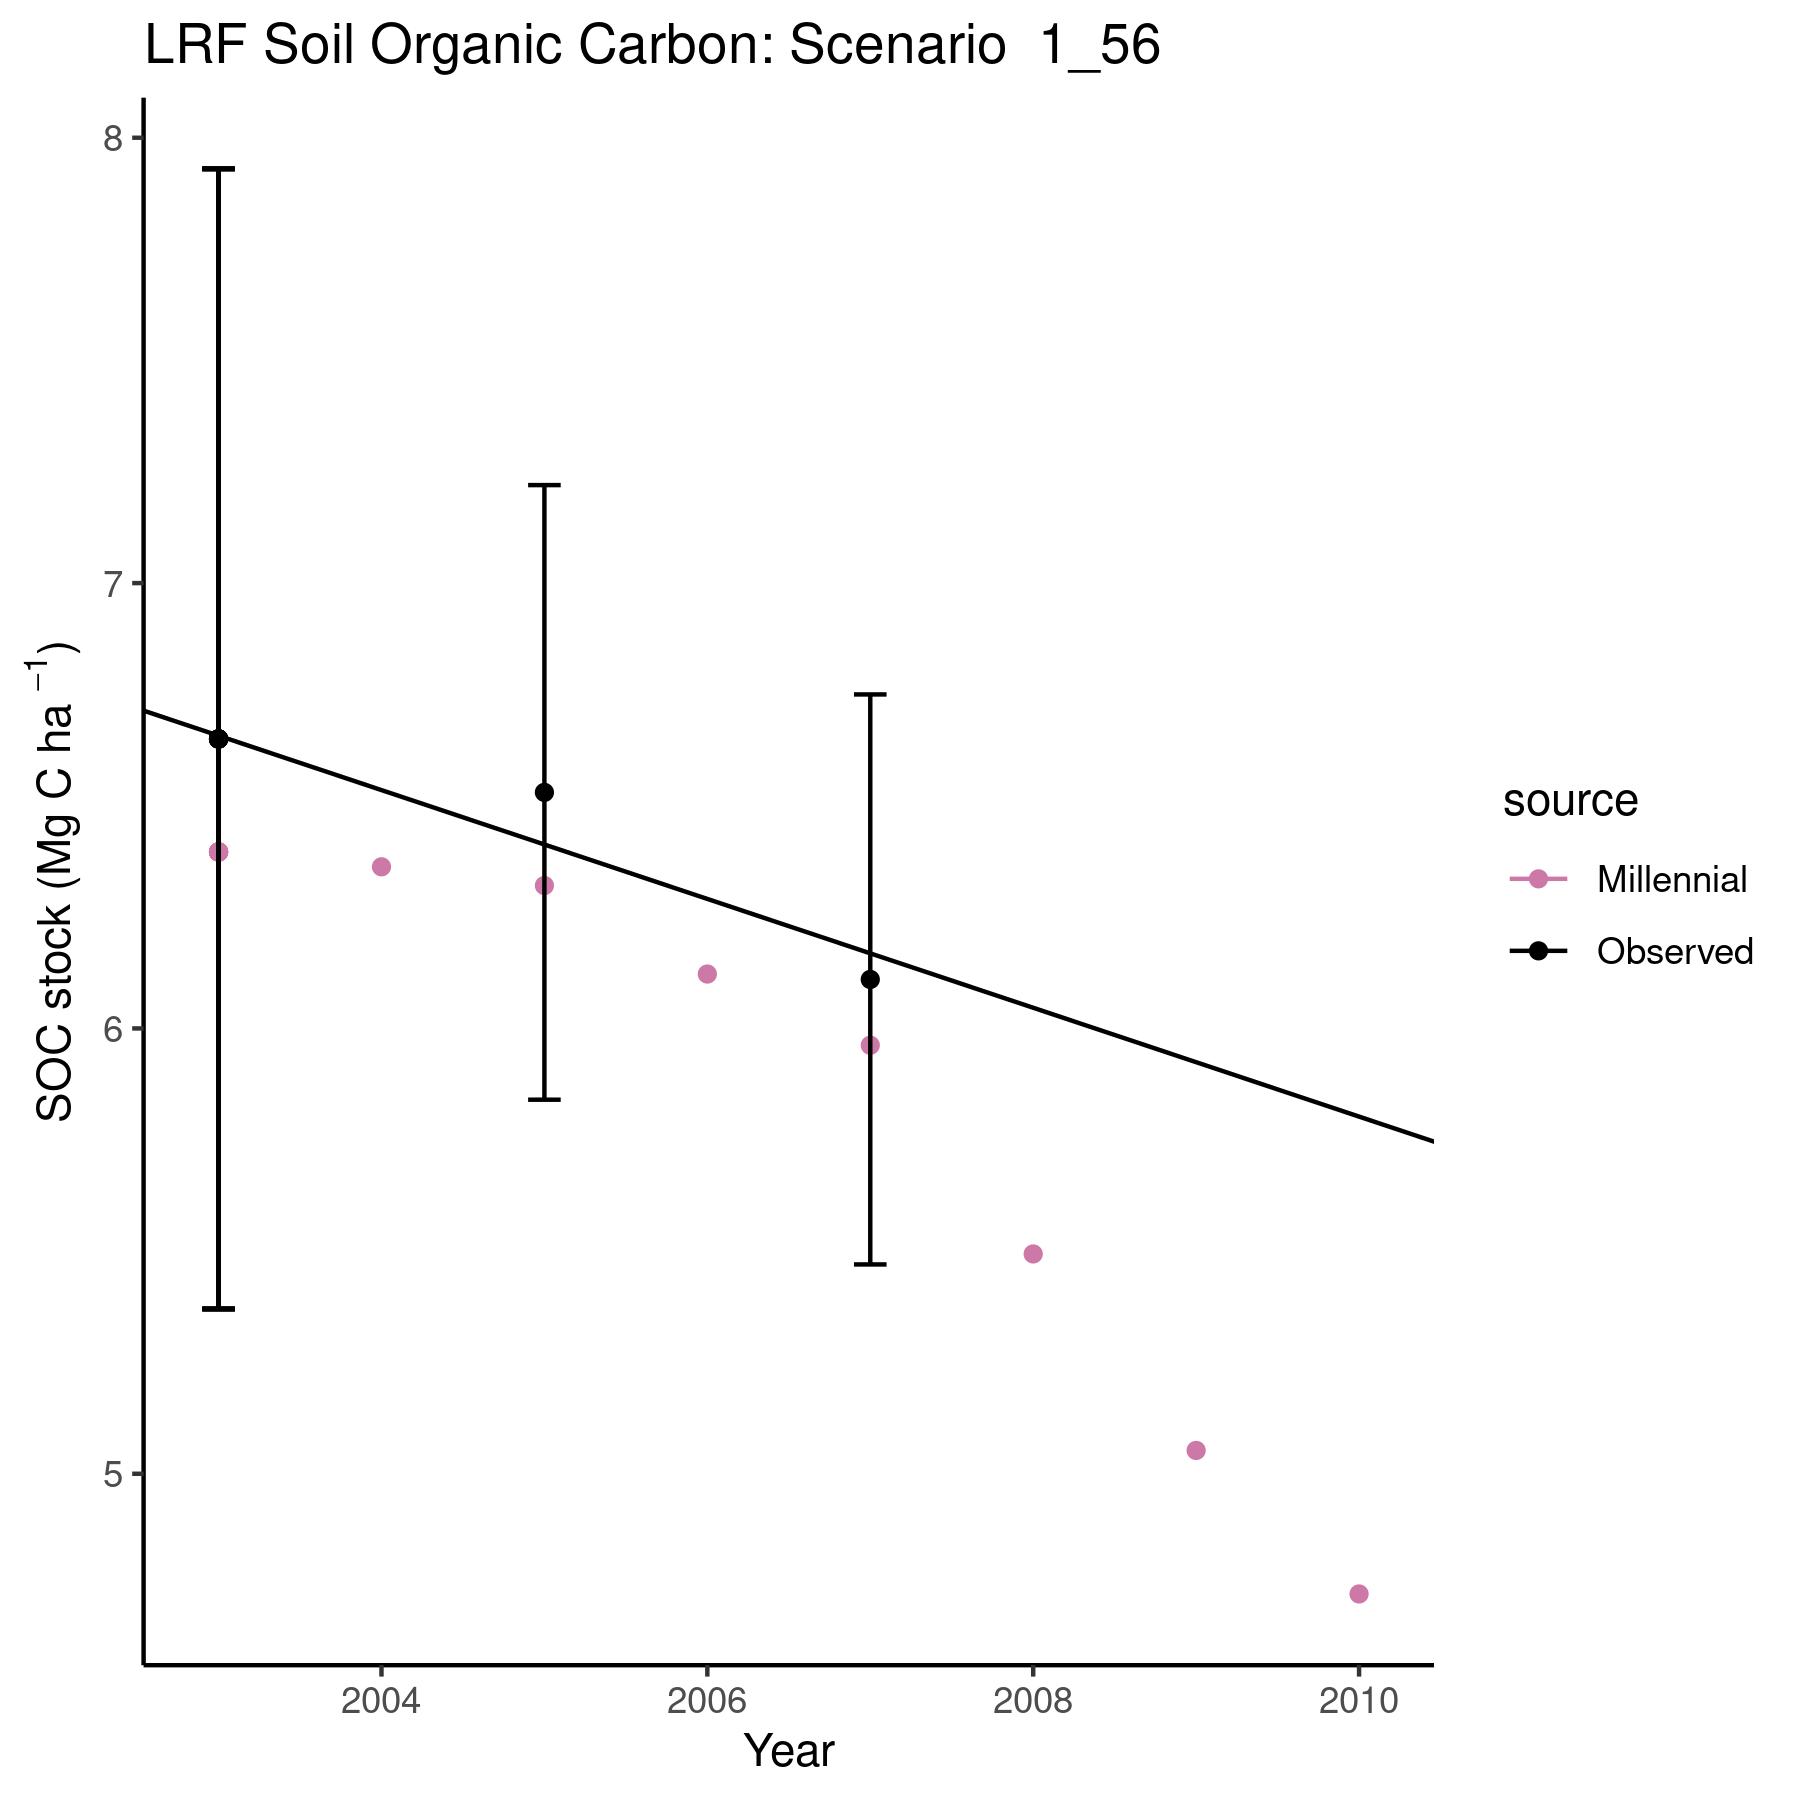 LRF Soil Organic Carbon: Scenario  1_56
8
7
6
5
SOC stock (Mg C ha ⁻¹)
2004 2006 2008 2010
Year
source
Millennial
Observed